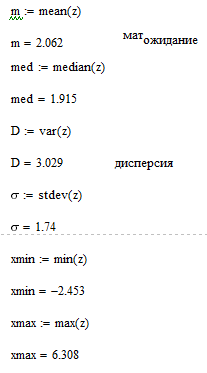 m := mean(z)
m = 2.062 матожидание
med := median(z)
med = 1.915
D := var(z)
D = 3.029 дисперсия
σ := stdev(z)
σ = 1.74
xmin := min(z)
xmin = −2.453
xmax := max(z)
xmax = 6.308